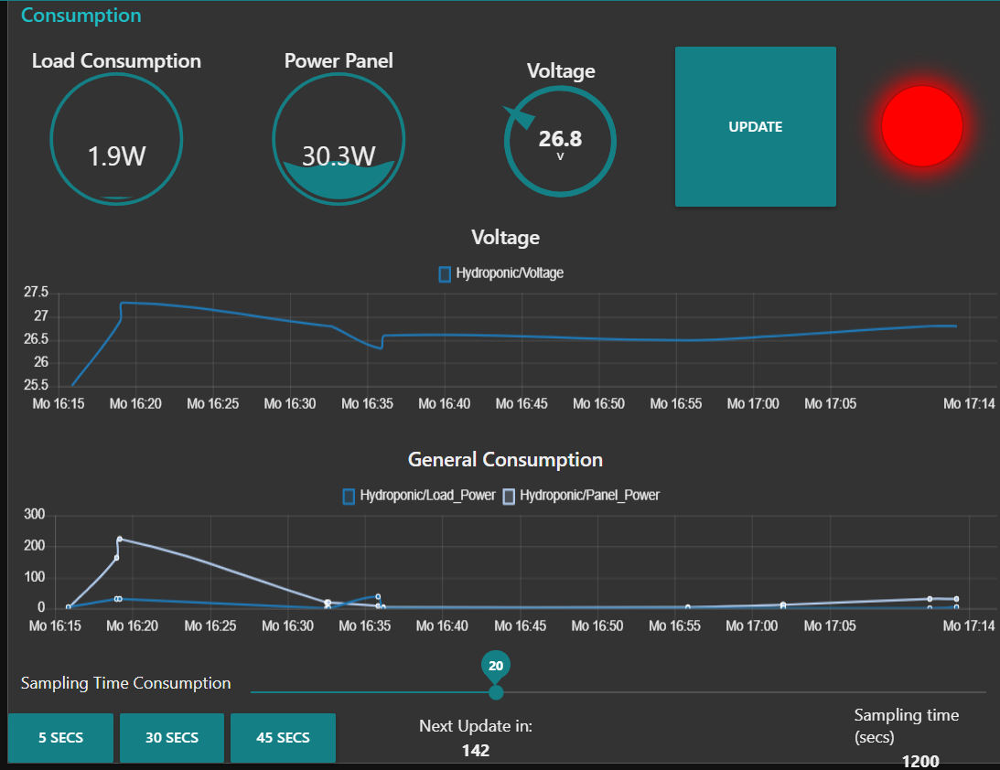 Consumption
Load Consumption
1.9W
Power Panel
30.3W
Voltage
26.8
V
UPDATE
Voltage
Hydroponic/Voltage
27.5
27
26.5
26
25.5
Mo 16:15 Mo 16:20 Mo 16:25 Mo 16:30 Mo 16:35 Mo 16:40 Mo 16:45 Mo 16:50 Mo 16:55 Mo 17:00 Mo 17:05 Mo 17:14
General Consumption
Hydroponic/Load_Power Hydroponic/Panel_Power
300
200
100
0
Mo 16:15 Mo 16:20 Mo 16:25 Mo 16:30 Mo 16:35 Mo 16:40 Mo 16:45 Mo 16:50 Mo 16:55 Mo 17:00 Mo 17:05 Mo 17:14
Sampling Time Consumption
20
5 SECS
30 SECS
45 SECS
Next Update in:
142
Sampling time
(secs)
1200